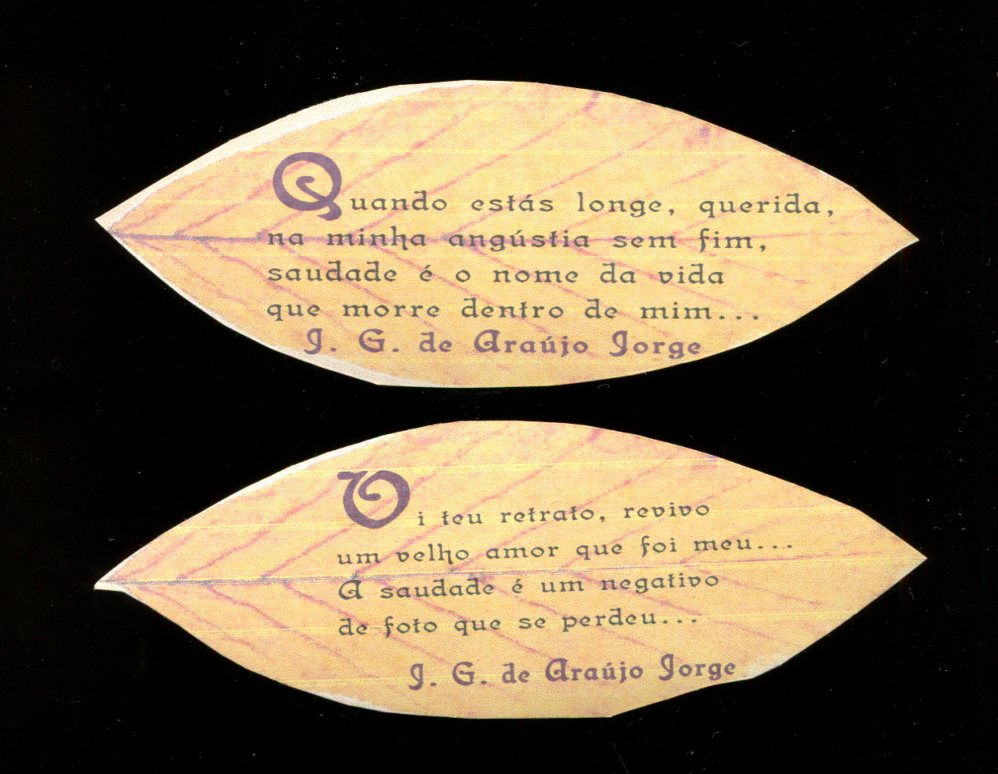 Quando estás longe, querida,
na minha angústia sem fim,
saudade é o nome da vida
que morre dentro de mim...
J. G. de Araújo Jorge
Vi teu retrato, revivo
um velho amor que foi meu...
A saudade é um negativo
de foto que se perdeu...
J. G. de Araújo Jorge